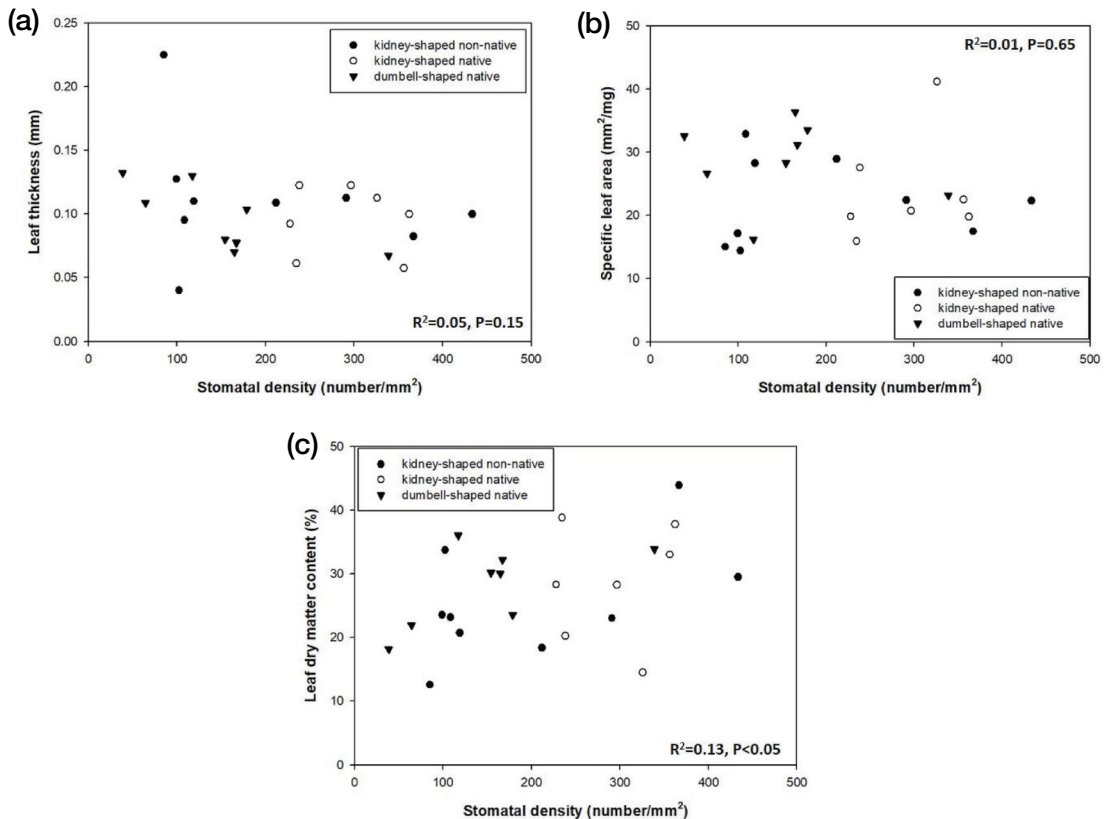 (a)
0.25
0.20
0.15
0.10
0.05
0.00
Leaf thickness (mm)
kidney-shaped non-native
kidney-shaped native
dumbell-shaped native
R²=0.05, P=0.15
0 100 200 300 400 500
Stomatal density (number/mm²)
(b)
50
40
30
20
10
0
Specific leaf area (mm²/mg)
R²=0.01, P=0.65
kidney-shaped non-native
kidney-shaped native
dumbell-shaped native
0 100 200 300 400 500
Stomatal density (number/mm²)
(c)
50
40
30
20
10
0
Leaf dry matter content (%)
kidney-shaped non-native
kidney-shaped native
dumbell-shaped native
R²=0.13, P<0.05
0 100 200 300 400 500
Stomatal density (number/mm²)